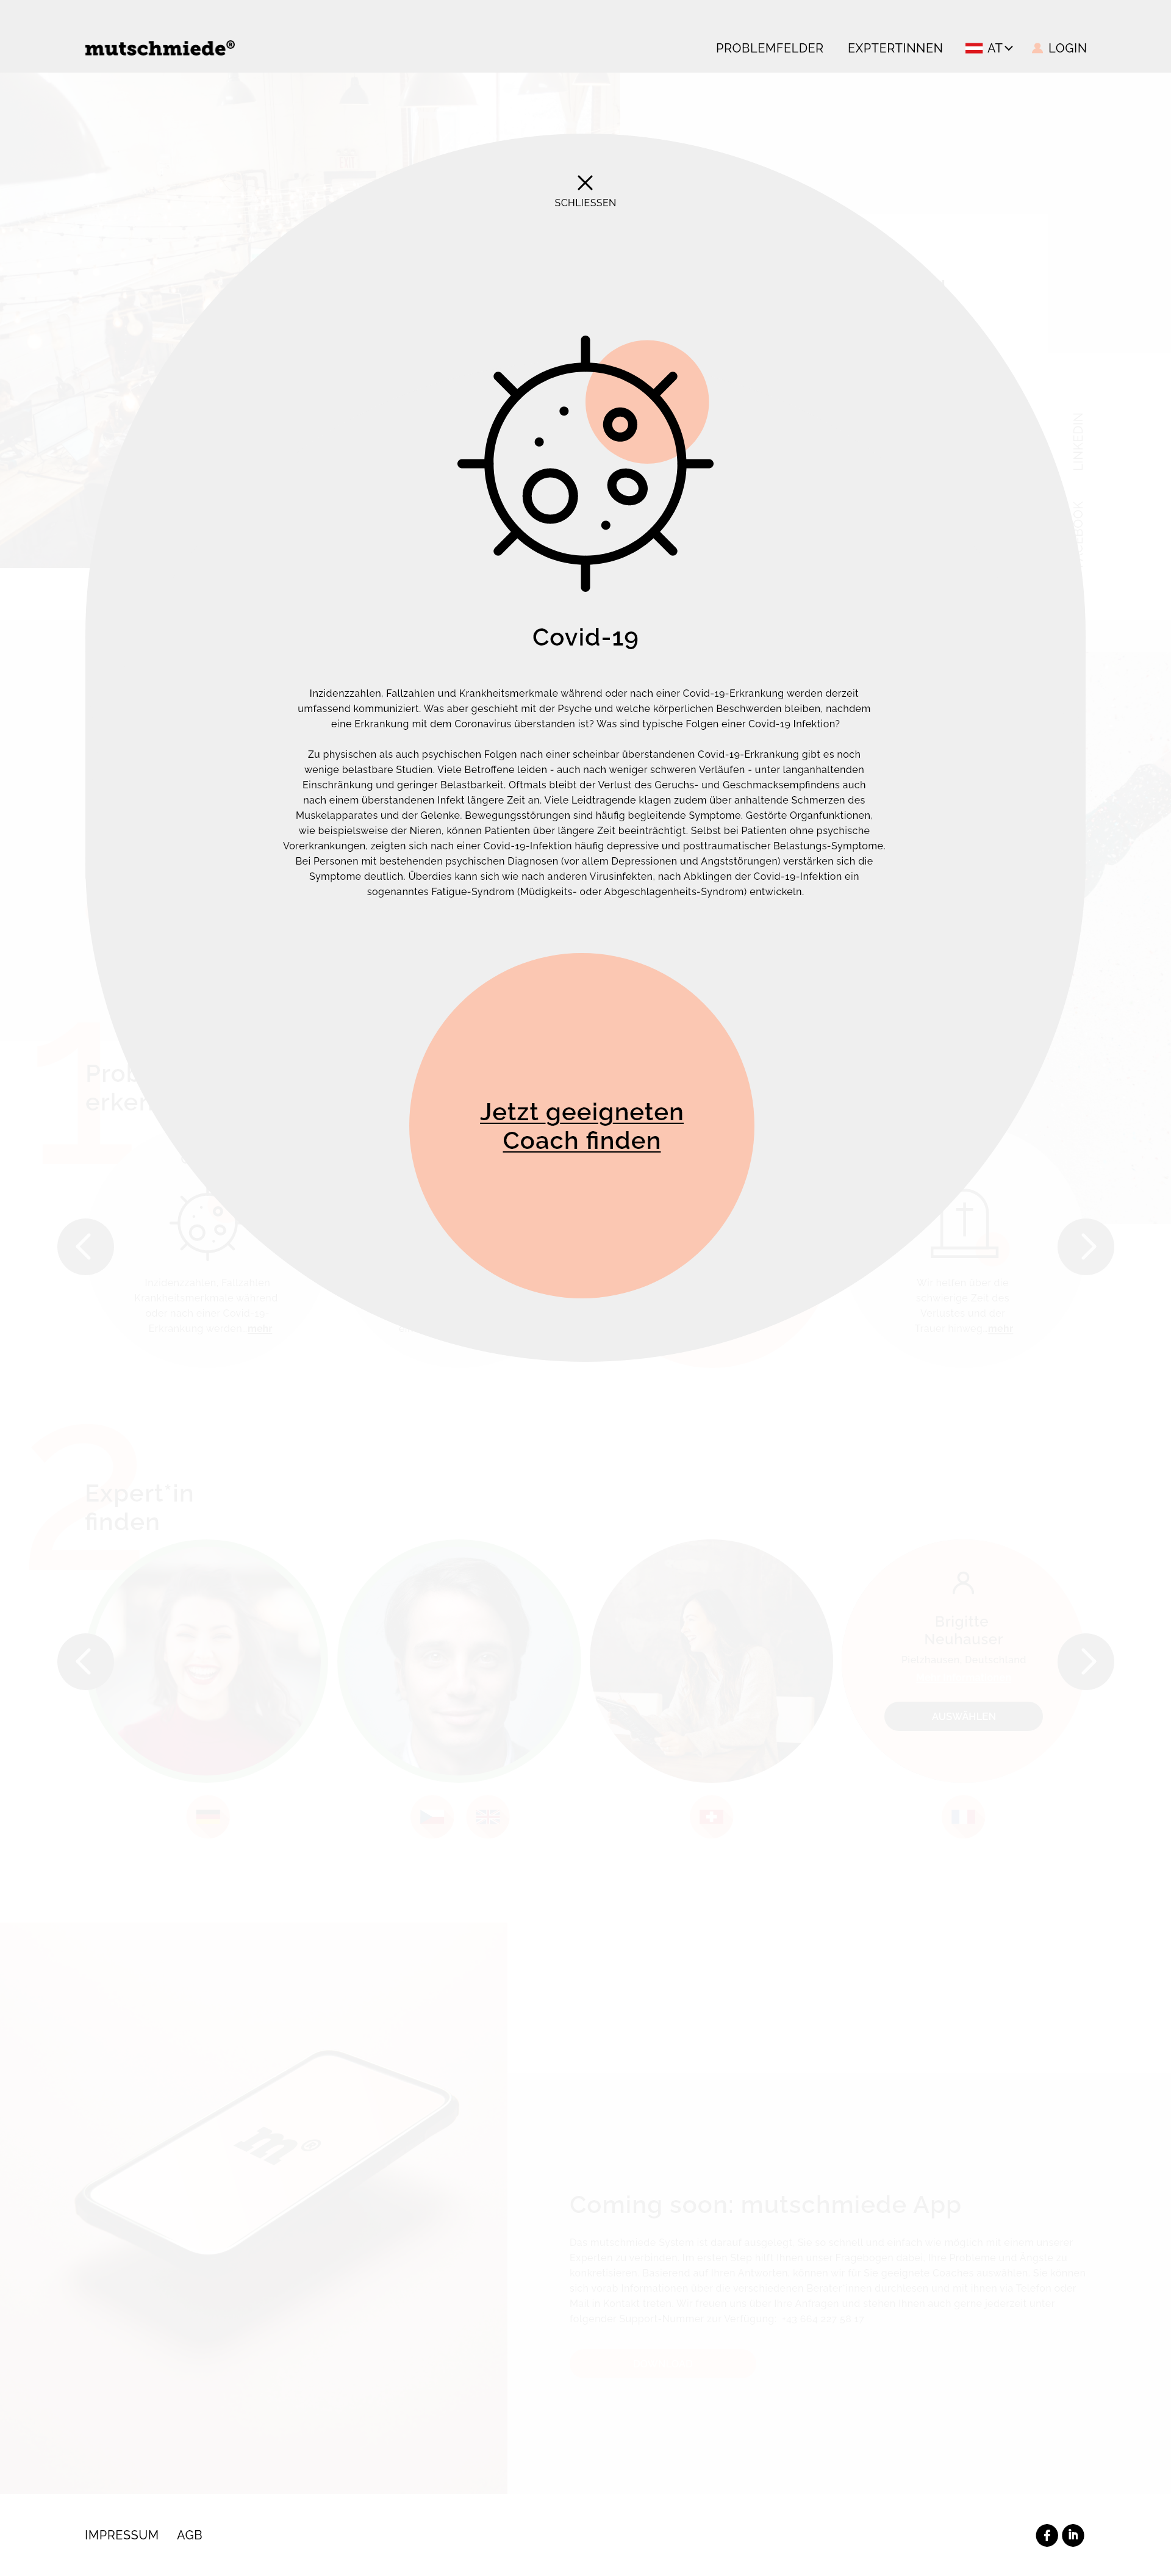 mutschmiede®
PROBLEMFELDER EXPTERTINNEN AT LOGIN
SCHLIESSEN
LINKEDIN
Covid-19
Inzidenzzahlen, Fallzahlen und Krankheitsmerkmale während oder nach einer Covid-19-Erkrankung werden derzeit
umfassend kommuniziert. Was aber geschieht mit der Psyche und welche körperlichen Beschwerden bleiben, nachdem
eine Erkrankung mit dem Coronavirus überstanden ist? Was sind typische Folgen einer Covid-19 Infektion?
Zu physischen als auch psychischen Folgen nach einer scheinbar überstandenen Covid-19-Erkrankung gibt es noch
wenige belastbare Studien. Viele Betroffene leiden - auch nach weniger schweren Verläufen - unter langanhaltenden
Einschränkung und geringer Belastbarkeit. Oftmals bleibt der Verlust des Geruchs- und Geschmacksempfindens auch
nach einem überstandenen Infekt längere Zeit an. Viele Leidtragende klagen zudem über anhaltende Schmerzen des
Muskelapparates und der Gelenke. Bewegungsstörungen sind häufig begleitende Symptome. Gestörte Organfunktionen,
wie beispielsweise der Nieren, können Patienten über längere Zeit beeinträchtigt. Selbst bei Patienten ohne psychische
Vorerkrankungen, zeigten sich nach einer Covid-19-Infektion häufig depressive und posttraumatischer Belastungs-Symptome.
Bei Personen mit bestehenden psychischen Diagnosen (vor allem Depressionen und Angststörungen) verstärken sich die
Symptome deutlich. Überdies kann sich wie nach anderen Virusinfekten, nach Abklingen der Covid-19-Infektion ein
sogenanntes Fatigue-Syndrom (Müdigkeits- oder Abgeschlagenheits-Syndrom) entwickeln.
1
Jetzt geeigneten
Coach finden
mehr
mehr
2
Expert*in
finden
Brigitte
Neuhauser
AUSWÄHLEN
m®
Coming soon: mutschmiede App
IMPRESSUM AGB
f in